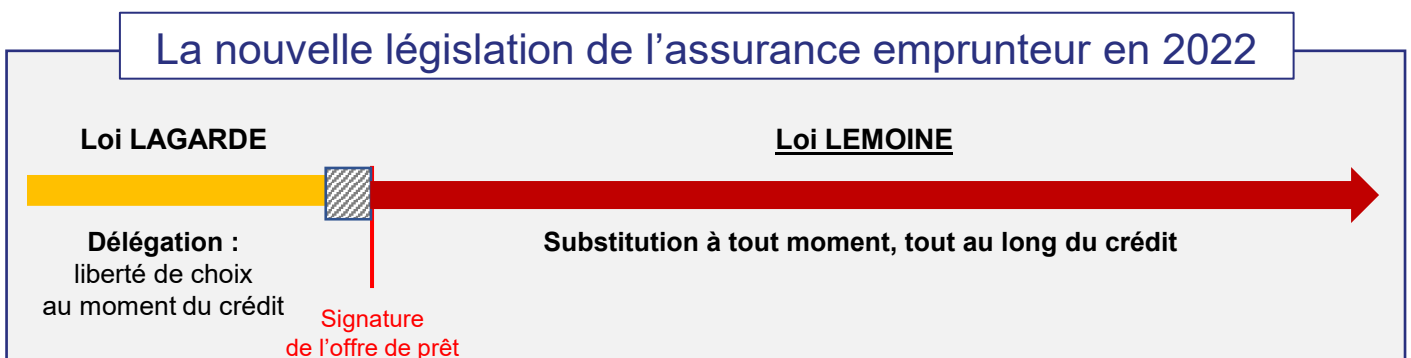 La nouvelle législation de l’assurance emprunteur en 2022
Loi LAGARDE
Loi LEMOINE
Délégation :
liberté de choix
au moment du crédit
Substitution à tout moment, tout au long du crédit
Signature
de l’offre de prêt